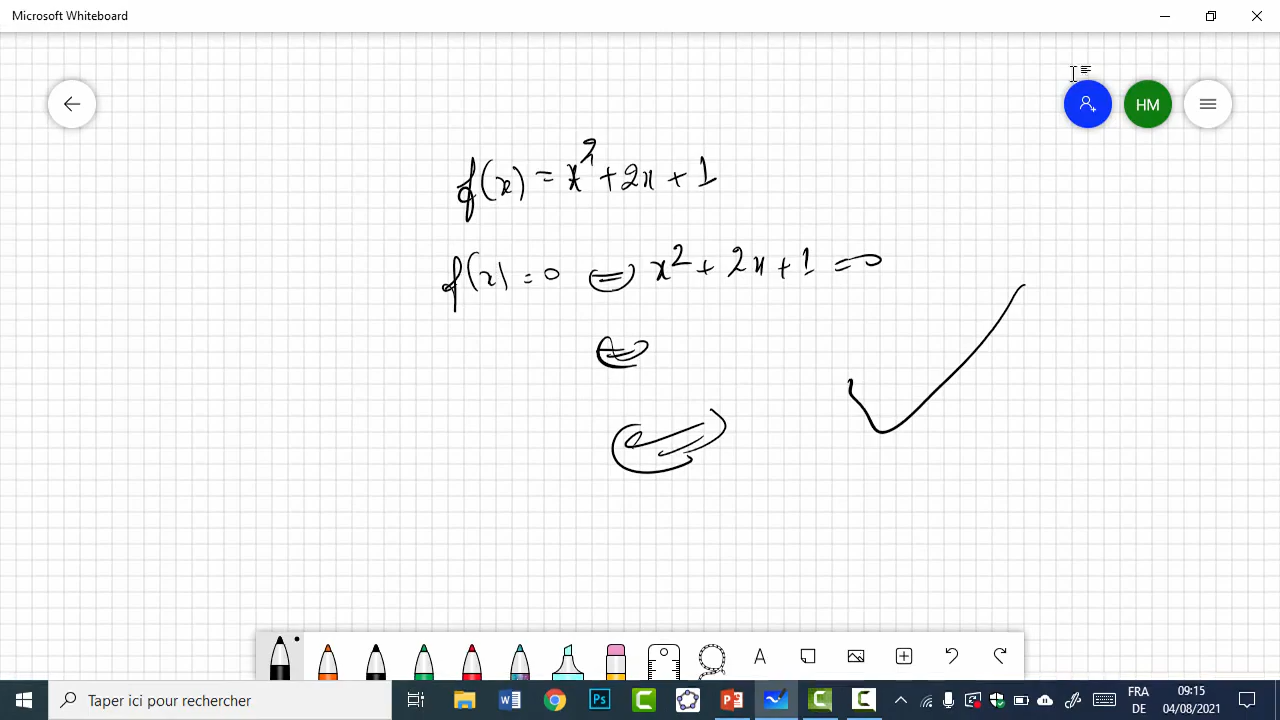 Microsoft Whiteboard
HM
f(x) = x² + 2x + 1
f(x) = 0 ⇔ x² + 2x + 1 = 0
⇔
A
Taper ici pour rechercher
FRA
DE
09:15
04/08/2021